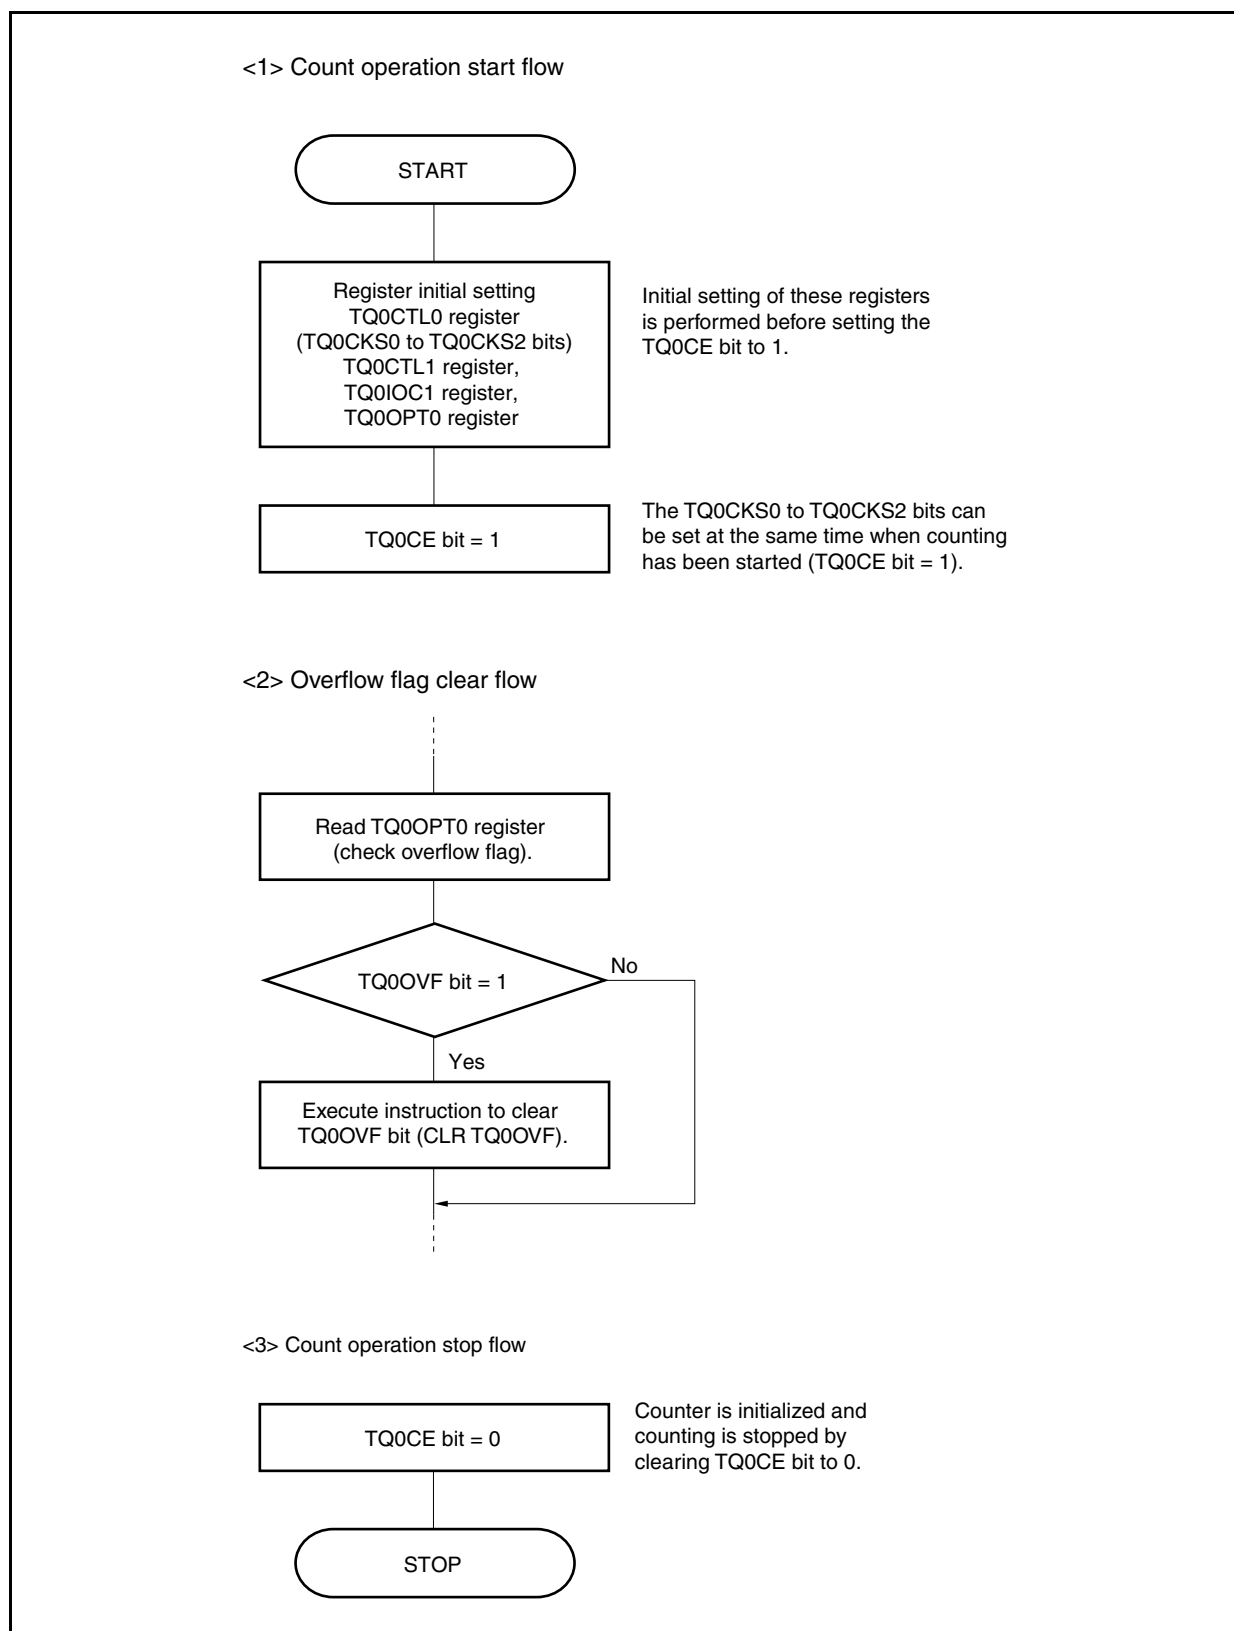 <1> Count operation start flow
START
Register initial setting
TQ0CTL0 register
(TQ0CKS0 to TQ0CKS2 bits)
TQ0CTL1 register,
TQ0IOC1 register,
TQ0OPT0 register
Initial setting of these registers
is performed before setting the
TQ0CE bit to 1.
TQ0CE bit = 1
The TQ0CKS0 to TQ0CKS2 bits can
be set at the same time when counting
has been started (TQ0CE bit = 1).
<2> Overflow flag clear flow
Read TQ0OPT0 register
(check overflow flag).
TQ0OVF bit = 1
No
Yes
Execute instruction to clear
TQ0OVF bit (CLR TQ0OVF).
<3> Count operation stop flow
TQ0CE bit = 0
Counter is initialized and
counting is stopped by
clearing TQ0CE bit to 0.
STOP